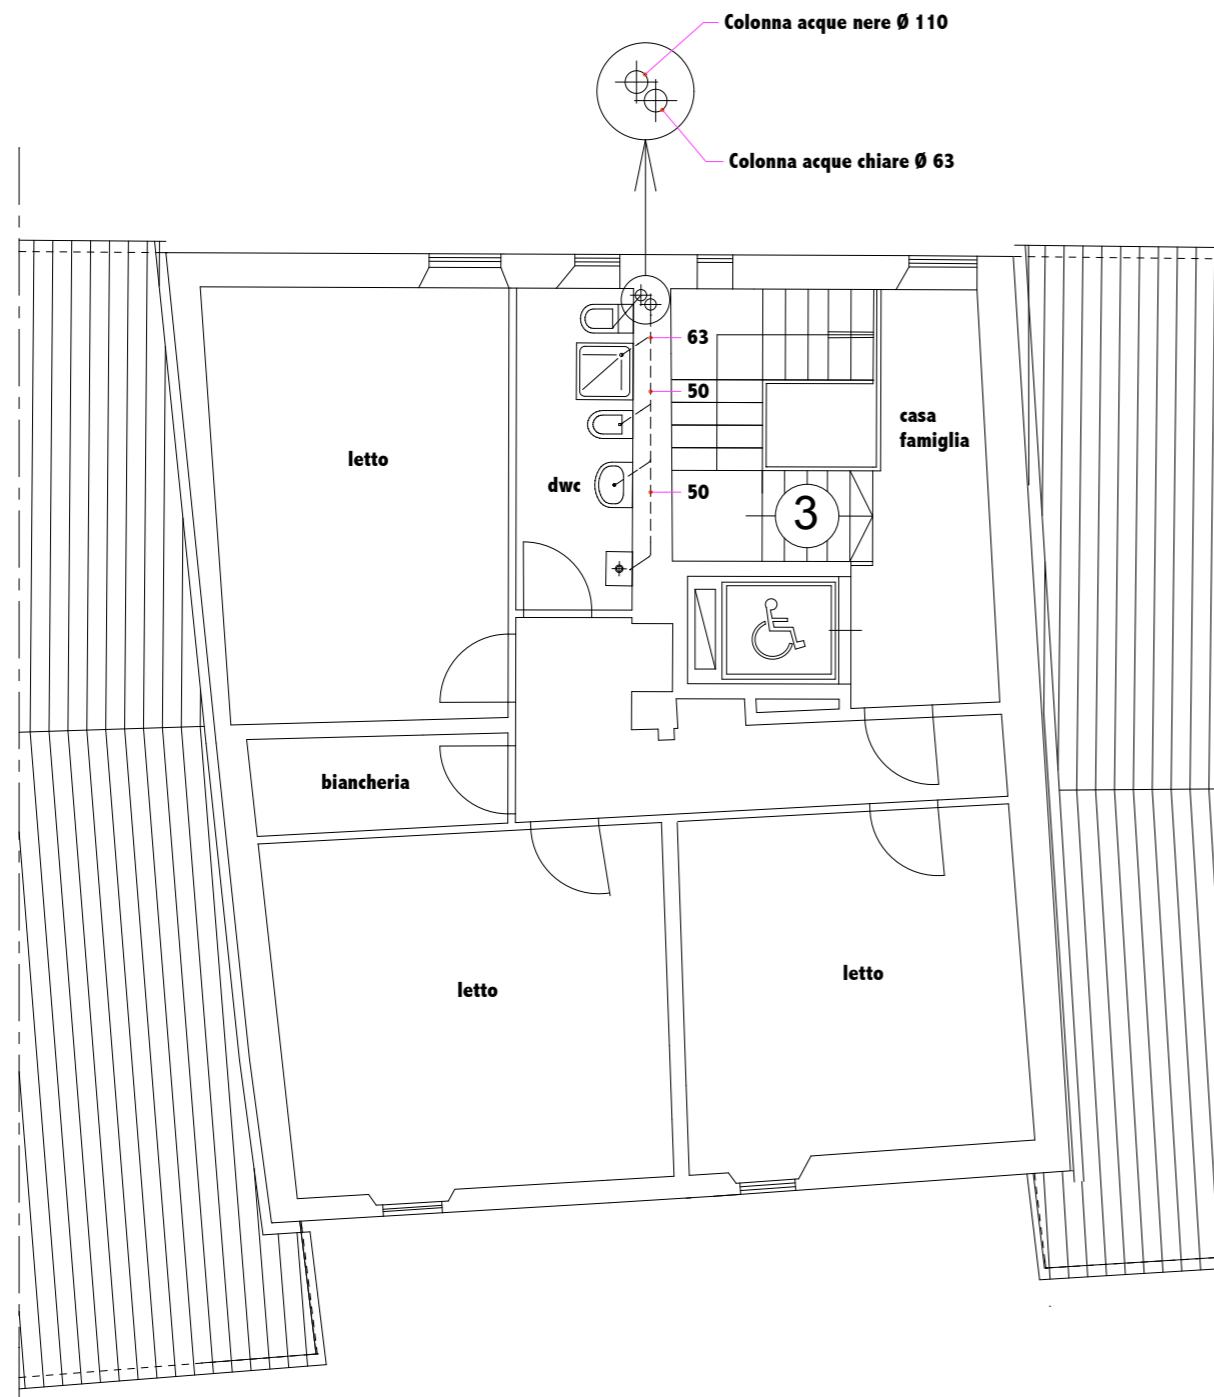 Colonna acque nere Ø 110
Colonna acque chiare Ø 63
63
50
casa
famiglia
letto
dwc
50
3
biancheria
letto
letto